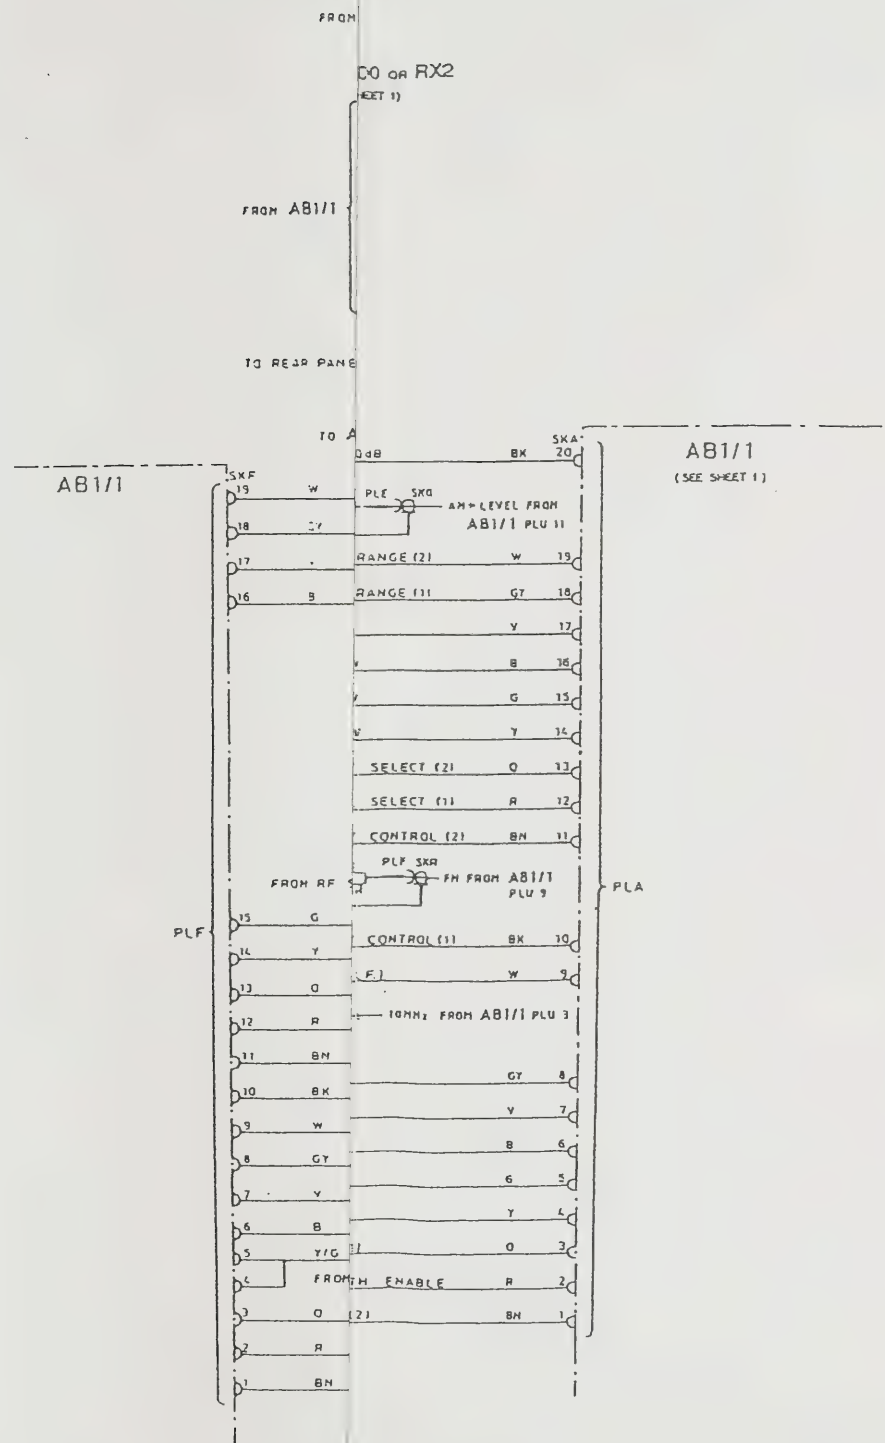 FROM
OR RX2
EET 1)
FROM AB1/1
TO REAR PANE
TO A
0dB BK 20
SKA
AB1/1
(SEE SHEET 1)
AB1/1
SKF
19 W
PLE SKQ
AM+LEVEL FROM
AB1/1 PLU 11
18 GY
17
RANGE (2) W 19
16 B
RANGE (1) GY 18
V 17
B 16
G 15
Y 14
SELECT (2) O 13
SELECT (1) R 12
CONTROL (2) BN 11
PLF SKR
FROM RF
FM FROM AB1/1
PLU 9
PLA
PLF
15 G
CONTROL (1) BK 10
14 Y
F.) W 9
13 O
10MHz FROM AB1/1 PLU 3
12 R
11 BN
GY 8
10 BK
V 7
9 W
B 6
8 GY
G 5
7 V
Y 4
6 B
5 Y/G
O 3
4
FROM
TH ENABLE R 2
3 O
(2) BN 1
2 R
1 BN